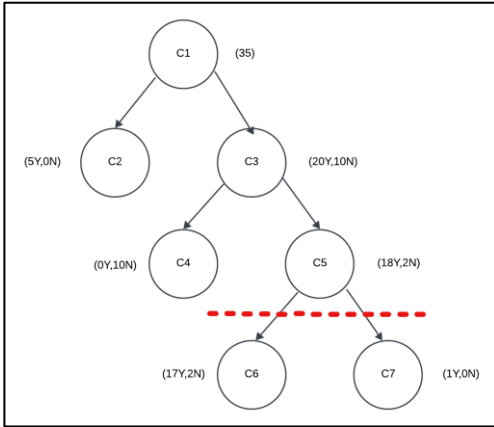 C1 (35)
(5Y,0N) C2 C3 (20Y,10N)
(0Y,10N) C4 C5 (18Y,2N)
(17Y,2N) C6 C7 (1Y,0N)